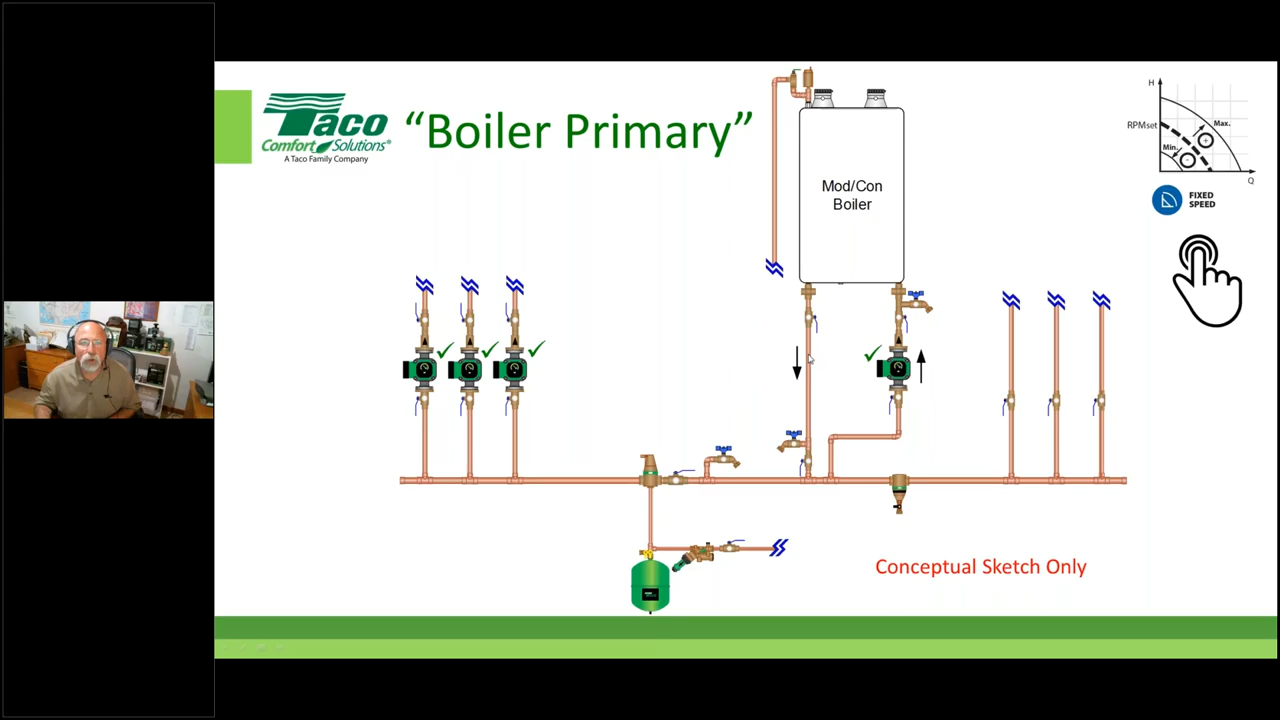 Taco
Comfort Solutions®
A Taco Family Company
“Boiler Primary”
Mod/Con
Boiler
H
RPMset
Max.
Min.
Q
FIXED
SPEED
Conceptual Sketch Only